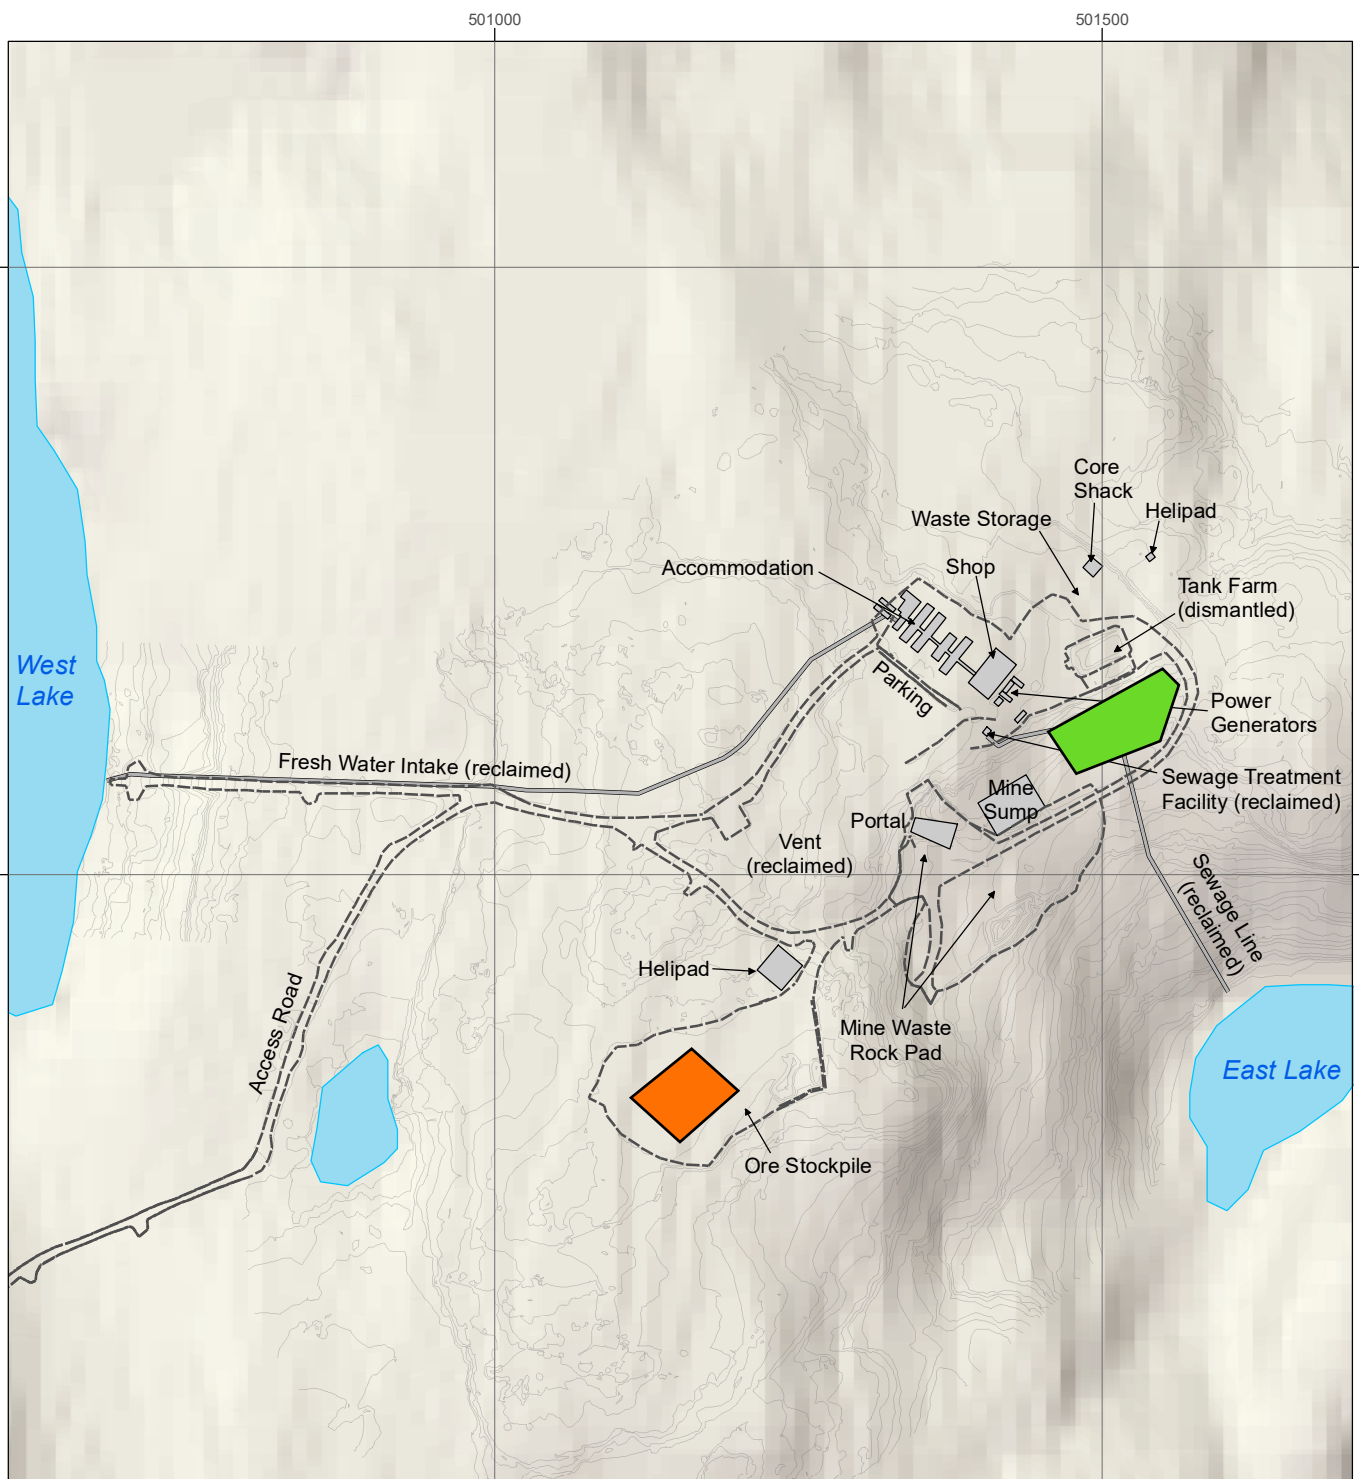 501000
501500
Core
Shack
Waste Storage
Helipad
Accommodation
Shop
Tank Farm
(dismantled)
West
Lake
Parking
Power
Generators
Fresh Water Intake (reclaimed)
Sewage Treatment
Facility (reclaimed)
Mine
Sump
Portal
Vent
(reclaimed)
Sewage Line
(reclaimed)
Helipad
Access Road
Mine Waste
Rock Pad
East Lake
Ore Stockpile